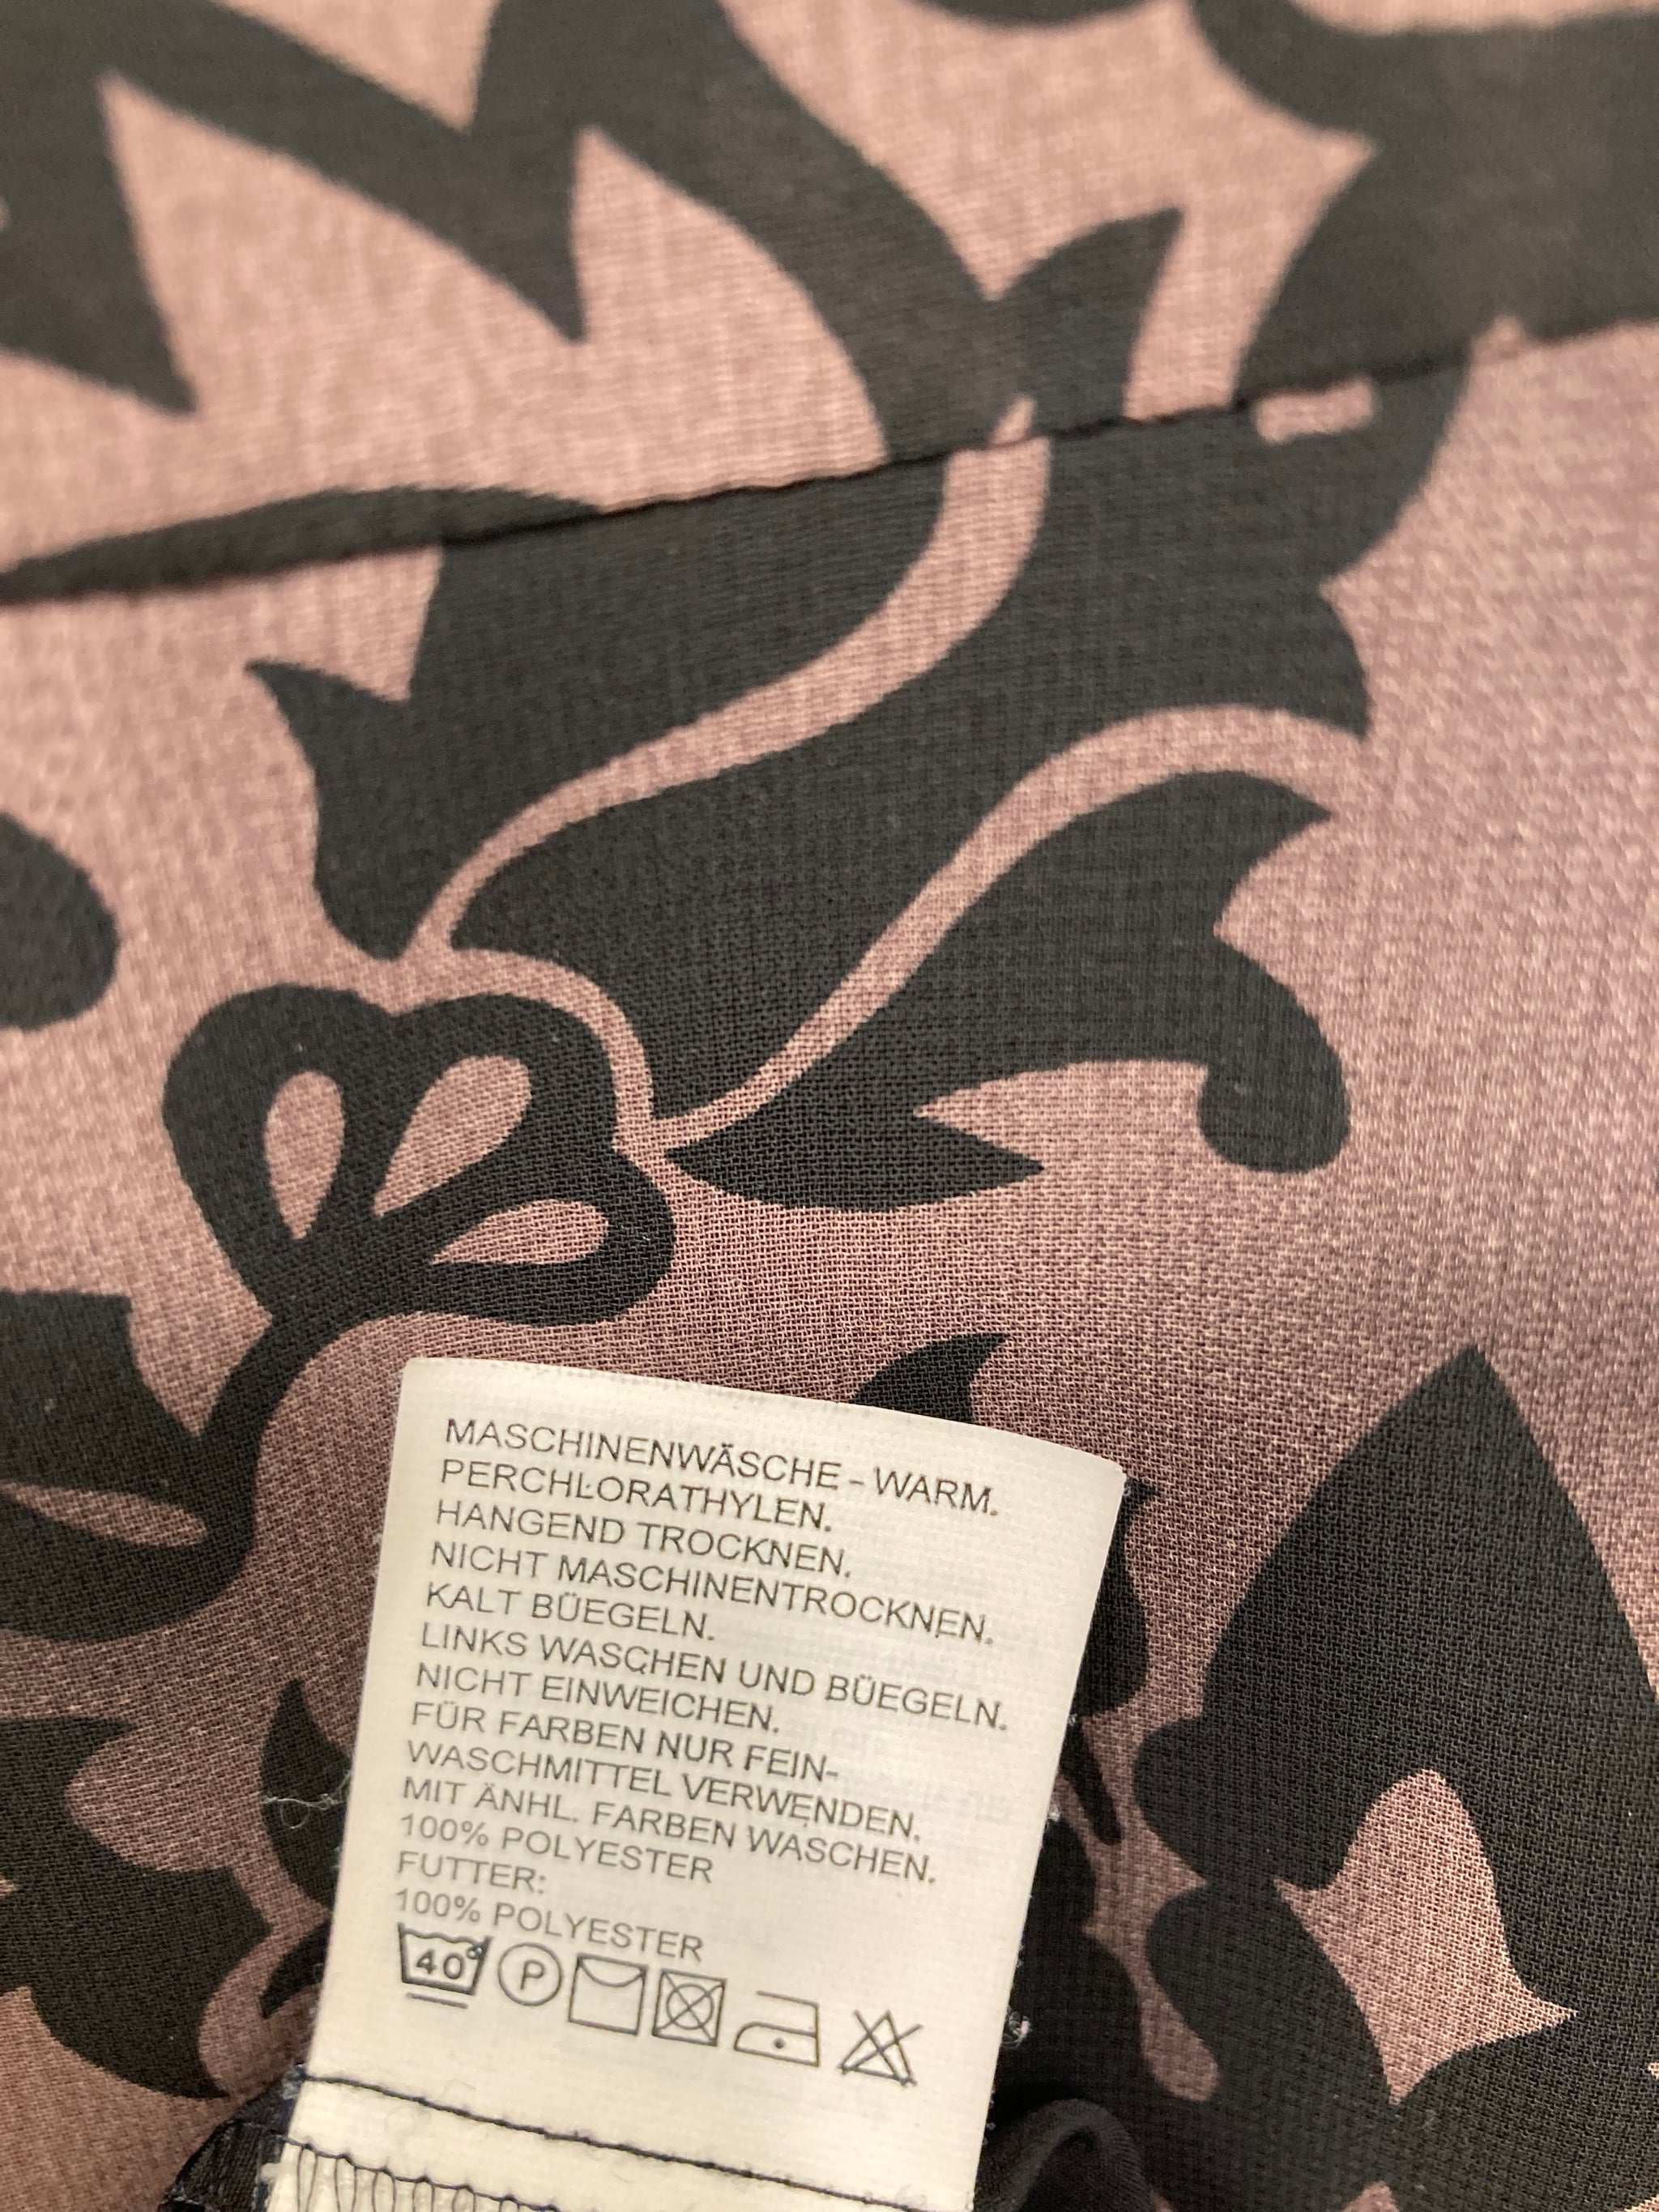 MASCHINENWÄSCHE - WARM.
PERCHLORATHYLEN.
HANGEND TROCKNEN.
NICHT MASCHINENTROCKNEN.
KALT BÜEGELN.
LINKS WASCHEN UND BÜEGELN.
NICHT EINWEICHEN.
FÜR FARBEN NUR FEIN-
WASCHMITTEL VERWENDEN.
MIT ÄNHL. FARBEN WASCHEN.
100% POLYESTER
FUTTER:
100% POLYESTER
40° P